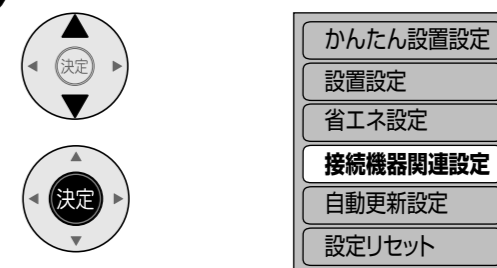 決定
決定
かんたん設置設定
設置設定
省エネ設定
接続機器関連設定
自動更新設定
設定リセット